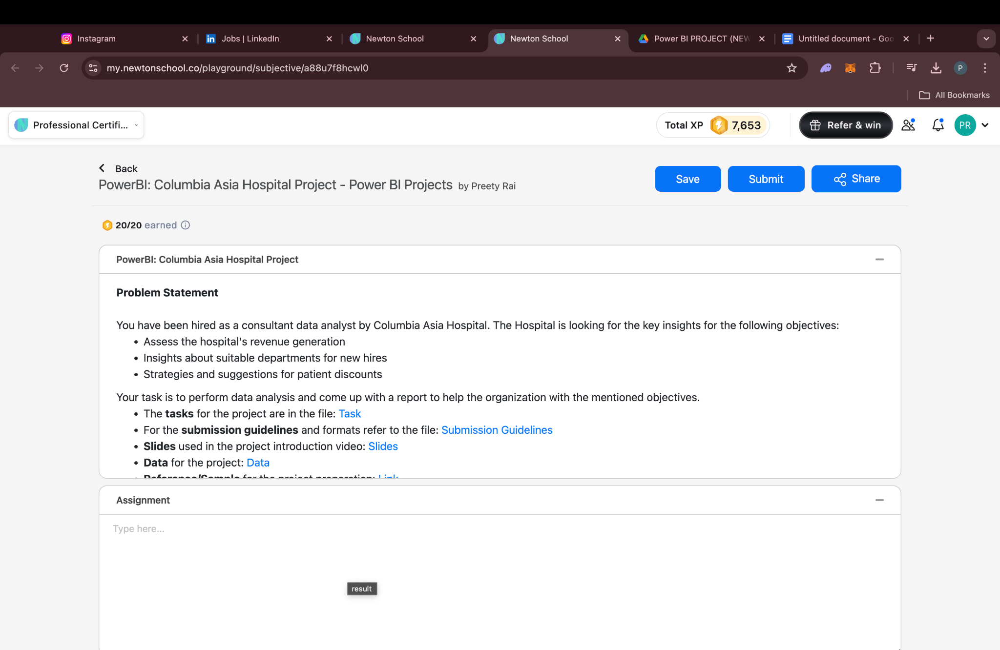 Instagram
Jobs | LinkedIn
Newton School
Newton School
Power BI PROJECT (NEW
Untitled document - Goo
my.newtonschool.co/playground/subjective/a88u7f8hcwl0
P
All Bookmarks
Professional Certifi...
Total XP 7,653
Refer & win
PR
Back
PowerBI: Columbia Asia Hospital Project - Power BI Projects by Preety Rai
Save
Submit
Share
20/20 earned
PowerBI: Columbia Asia Hospital Project
Problem Statement
You have been hired as a consultant data analyst by Columbia Asia Hospital. The Hospital is looking for the key insights for the following objectives:
• Assess the hospital's revenue generation
• Insights about suitable departments for new hires
• Strategies and suggestions for patient discounts
Your task is to perform data analysis and come up with a report to help the organization with the mentioned objectives.
• The tasks for the project are in the file: Task
• For the submission guidelines and formats refer to the file: Submission Guidelines
• Slides used in the project introduction video: Slides
• Data for the project: Data
• Reference/Sample for the project preparation: Link
Assignment
Type here...
result